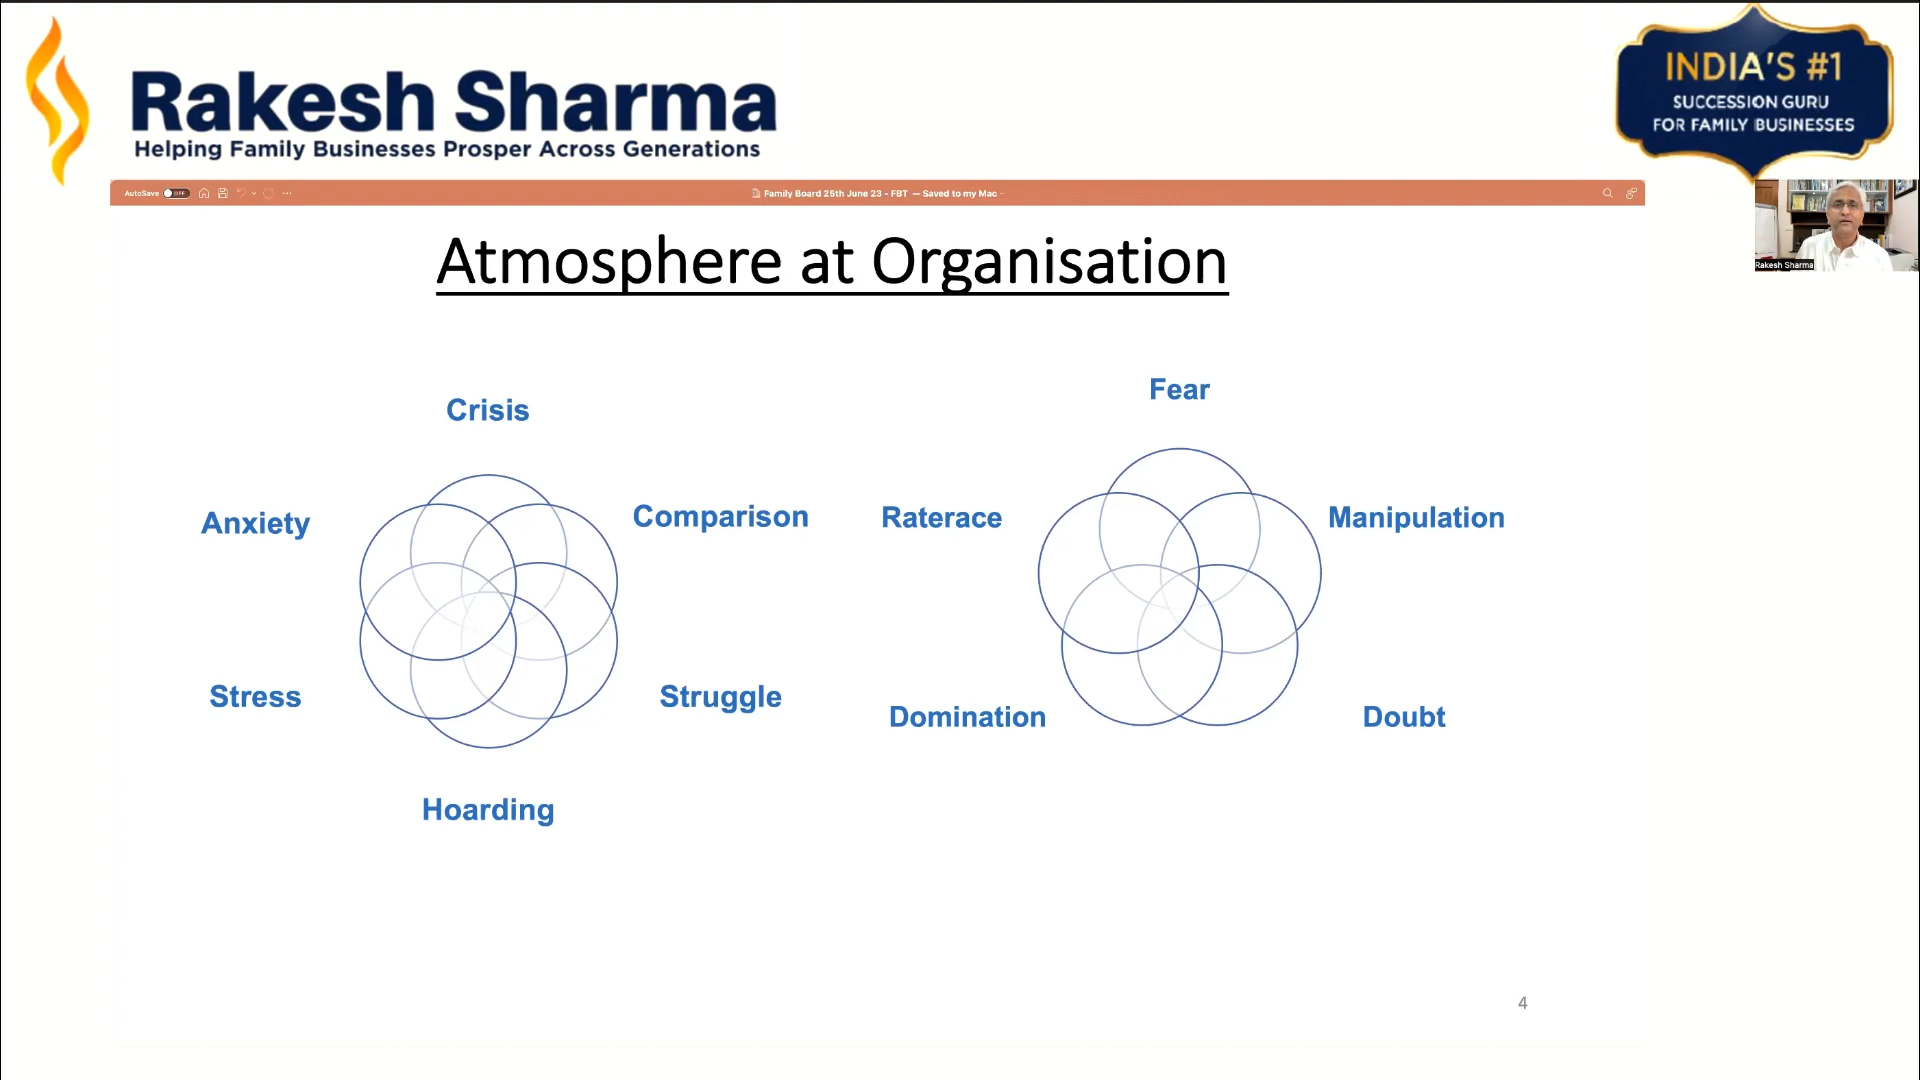 Rakesh Sharma
Helping Family Businesses Prosper Across Generations
INDIA'S #1
SUCCESSION GURU
FOR FAMILY BUSINESSES
AutoSave OFF
Family Board 25th June 23 - FBT — Saved to my Mac
Rakesh Sharma
Atmosphere at Organisation
Crisis
Anxiety
Comparison
Stress
Struggle
Hoarding
Fear
Raterace
Manipulation
Domination
Doubt
4